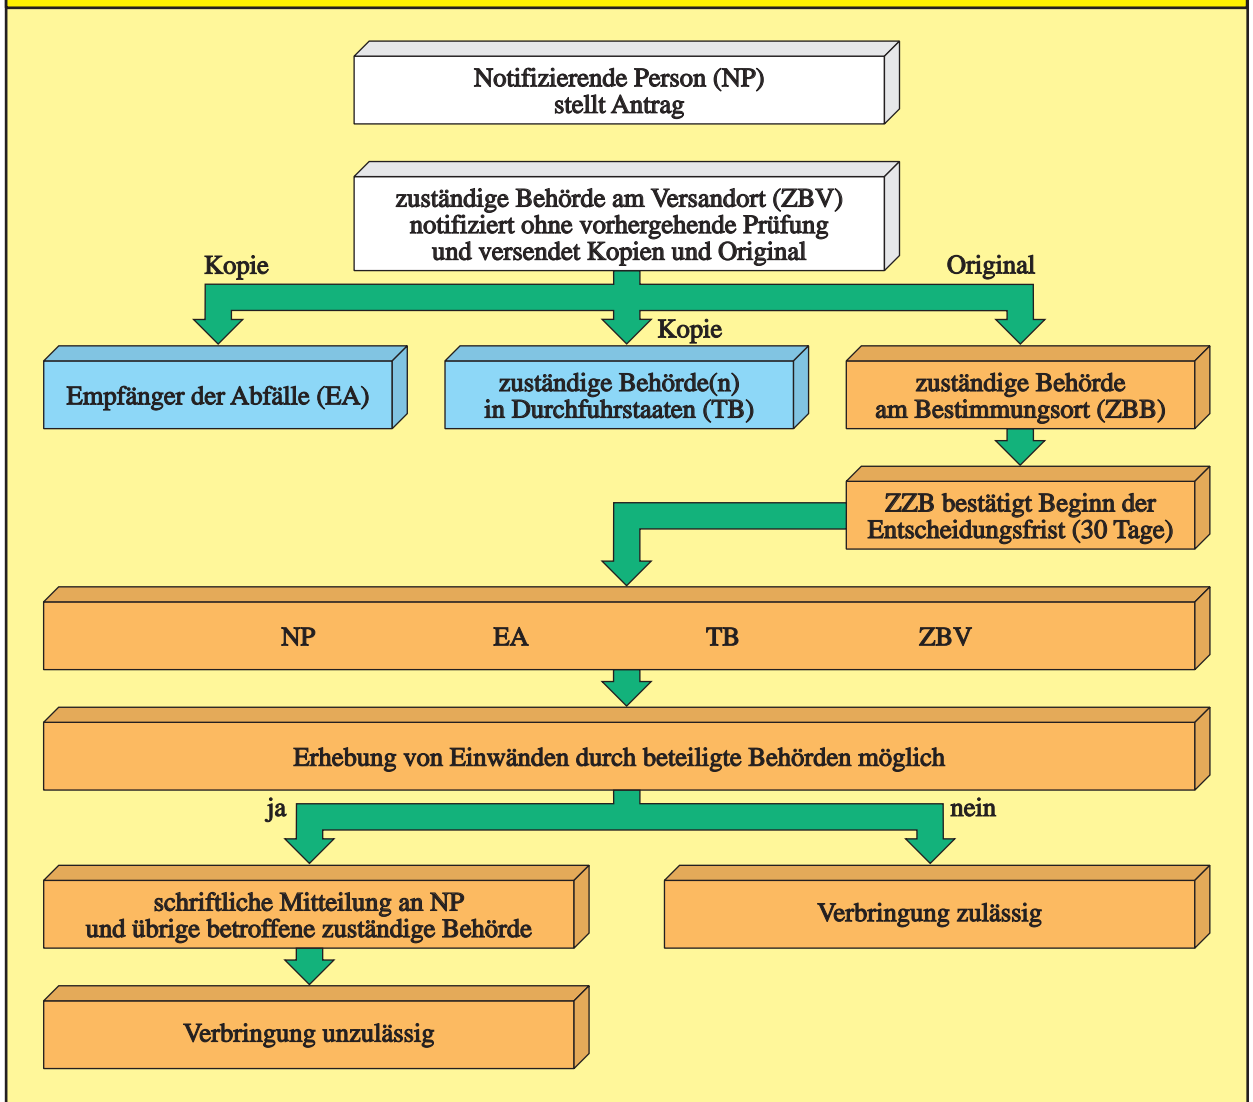 Notifizierende Person (NP)
stellt Antrag
zuständige Behörde am Versandort (ZBV)
notifiziert ohne vorhergehende Prüfung
und versendet Kopien und Original
Kopie
Original
Kopie
Empfänger der Abfälle (EA)
zuständige Behörde(n)
in Durchfuhrstaaten (TB)
zuständige Behörde
am Bestimmungsort (ZBB)
ZZB bestätigt Beginn der
Entscheidungsfrist (30 Tage)
NP EA TB ZBV
Erhebung von Einwänden durch beteiligte Behörden möglich
ja
nein
schriftliche Mitteilung an NP
und übrige betroffene zuständige Behörde
Verbringung zulässig
Verbringung unzulässig